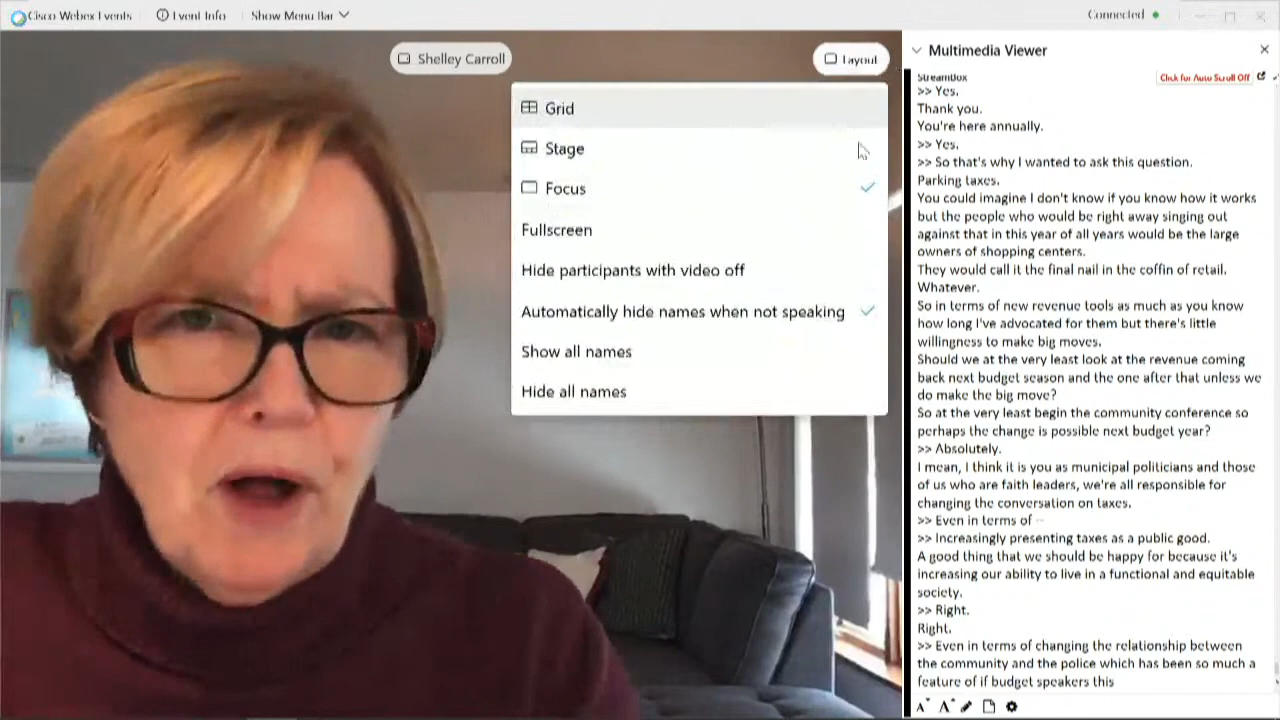 Cisco Webex Events
Event Info
Show Menu Bar
Connected
Shelley Carroll
Layout
Grid
Stage
Focus
Fullscreen
Hide participants with video off
Automatically hide names when not speaking
Show all names
Hide all names
Multimedia Viewer
StreamBox
Click for Auto Scroll Off
>> Yes.
Thank you.
You're here annually.
>> Yes.
>> So that's why I wanted to ask this question.
Parking taxes.
You could imagine I don't know if you know how it works
but the people who would be right away singing out
against that in this year of all years would be the large
owners of shopping centers.
They would call it the final nail in the coffin of retail.
Whatever.
So in terms of new revenue tools as much as you know
how long I've advocated for them but there's little
willingness to make big moves.
Should we at the very least look at the revenue coming
back next budget season and the one after that unless we
do make the big move?
So at the very least begin the community conference so
perhaps the change is possible next budget year?
>> Absolutely.
I mean, I think it is you as municipal politicians and those
of us who are faith leaders, we're all responsible for
changing the conversation on taxes.
>> Even in terms of --
>> Increasingly presenting taxes as a public good.
A good thing that we should be happy for because it's
increasing our ability to live in a functional and equitable
society.
>> Right.
Right.
>> Even in terms of changing the relationship between
the community and the police which has been so much a
feature of if budget speakers this